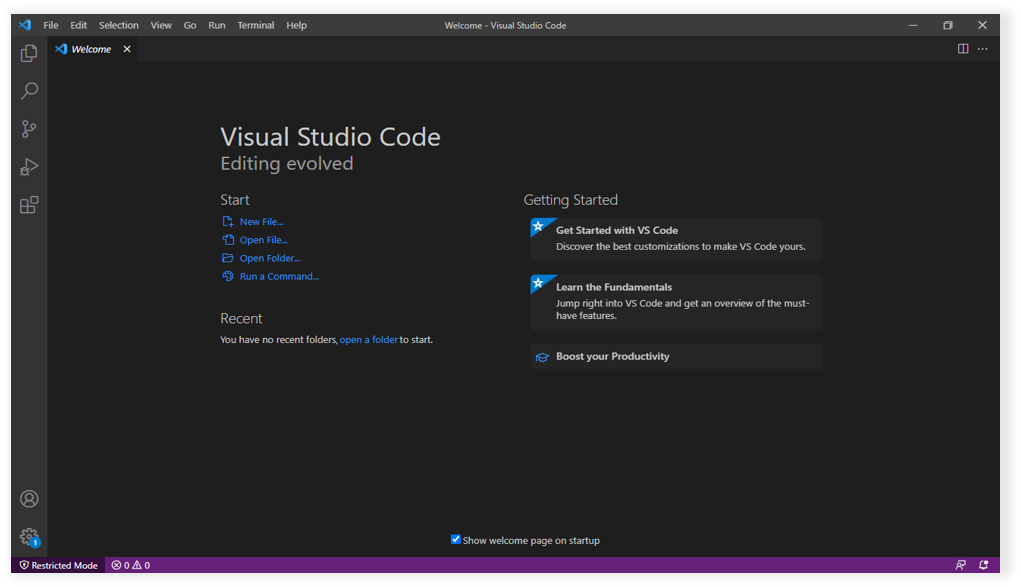 File Edit Selection View Go Run Terminal Help
Welcome - Visual Studio Code
Welcome
Visual Studio Code
Editing evolved
Start
New File...
Open File...
Open Folder...
Run a Command...
Recent
You have no recent folders, open a folder to start.
Getting Started
Get Started with VS Code
Discover the best customizations to make VS Code yours.
Learn the Fundamentals
Jump right into VS Code and get an overview of the must-
have features.
Boost your Productivity
Show welcome page on startup
1
Restricted Mode
0 0